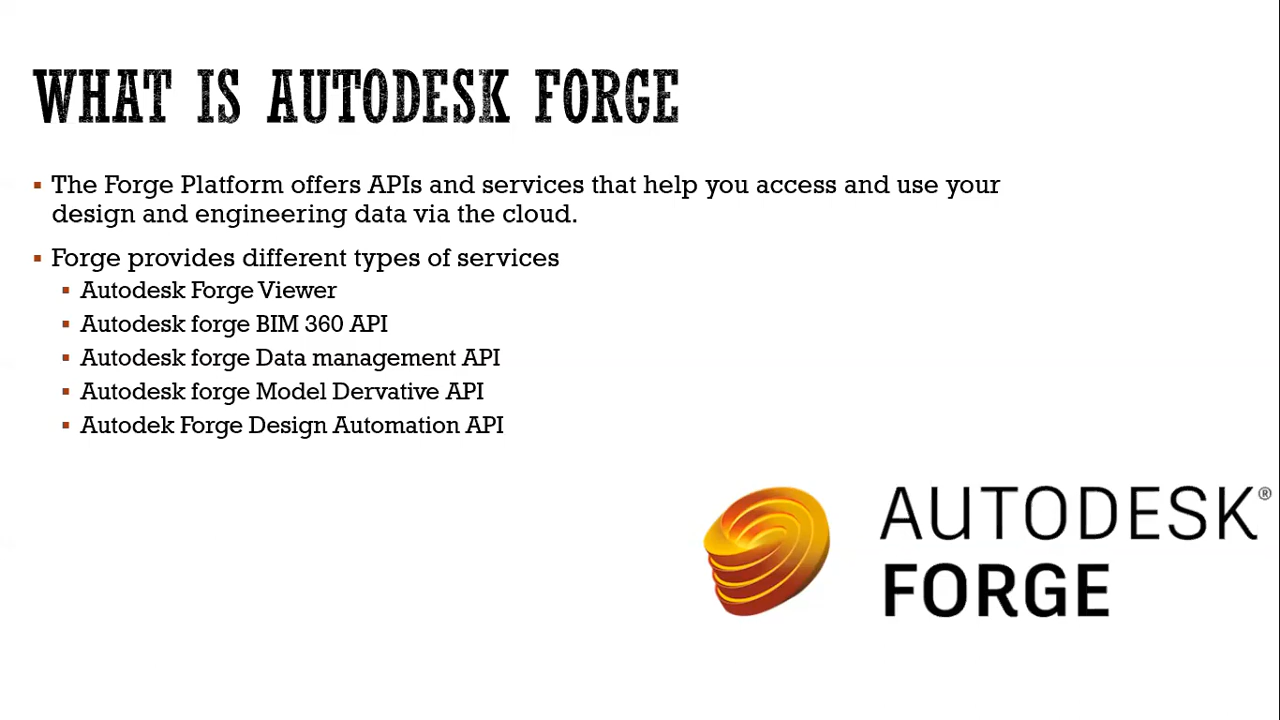 WHAT IS AUTODESK FORGE
▪ The Forge Platform offers APIs and services that help you access and use your
design and engineering data via the cloud.
▪ Forge provides different types of services
▪ Autodesk Forge Viewer
▪ Autodesk forge BIM 360 API
▪ Autodesk forge Data management API
▪ Autodesk forge Model Dervative API
▪ Autodek Forge Design Automation API
AUTODESK®
FORGE